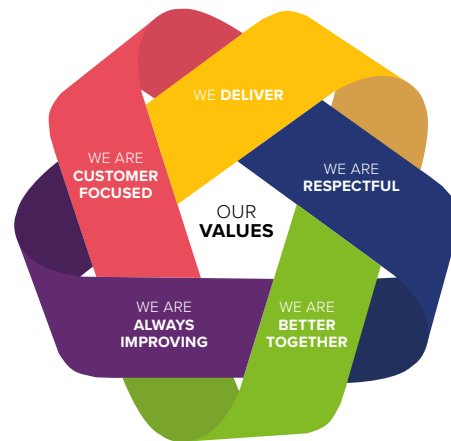 WE DELIVER
WE ARE
CUSTOMER
FOCUSED
WE ARE
RESPECTFUL
OUR
VALUES
WE ARE
ALWAYS
IMPROVING
WE ARE
BETTER
TOGETHER